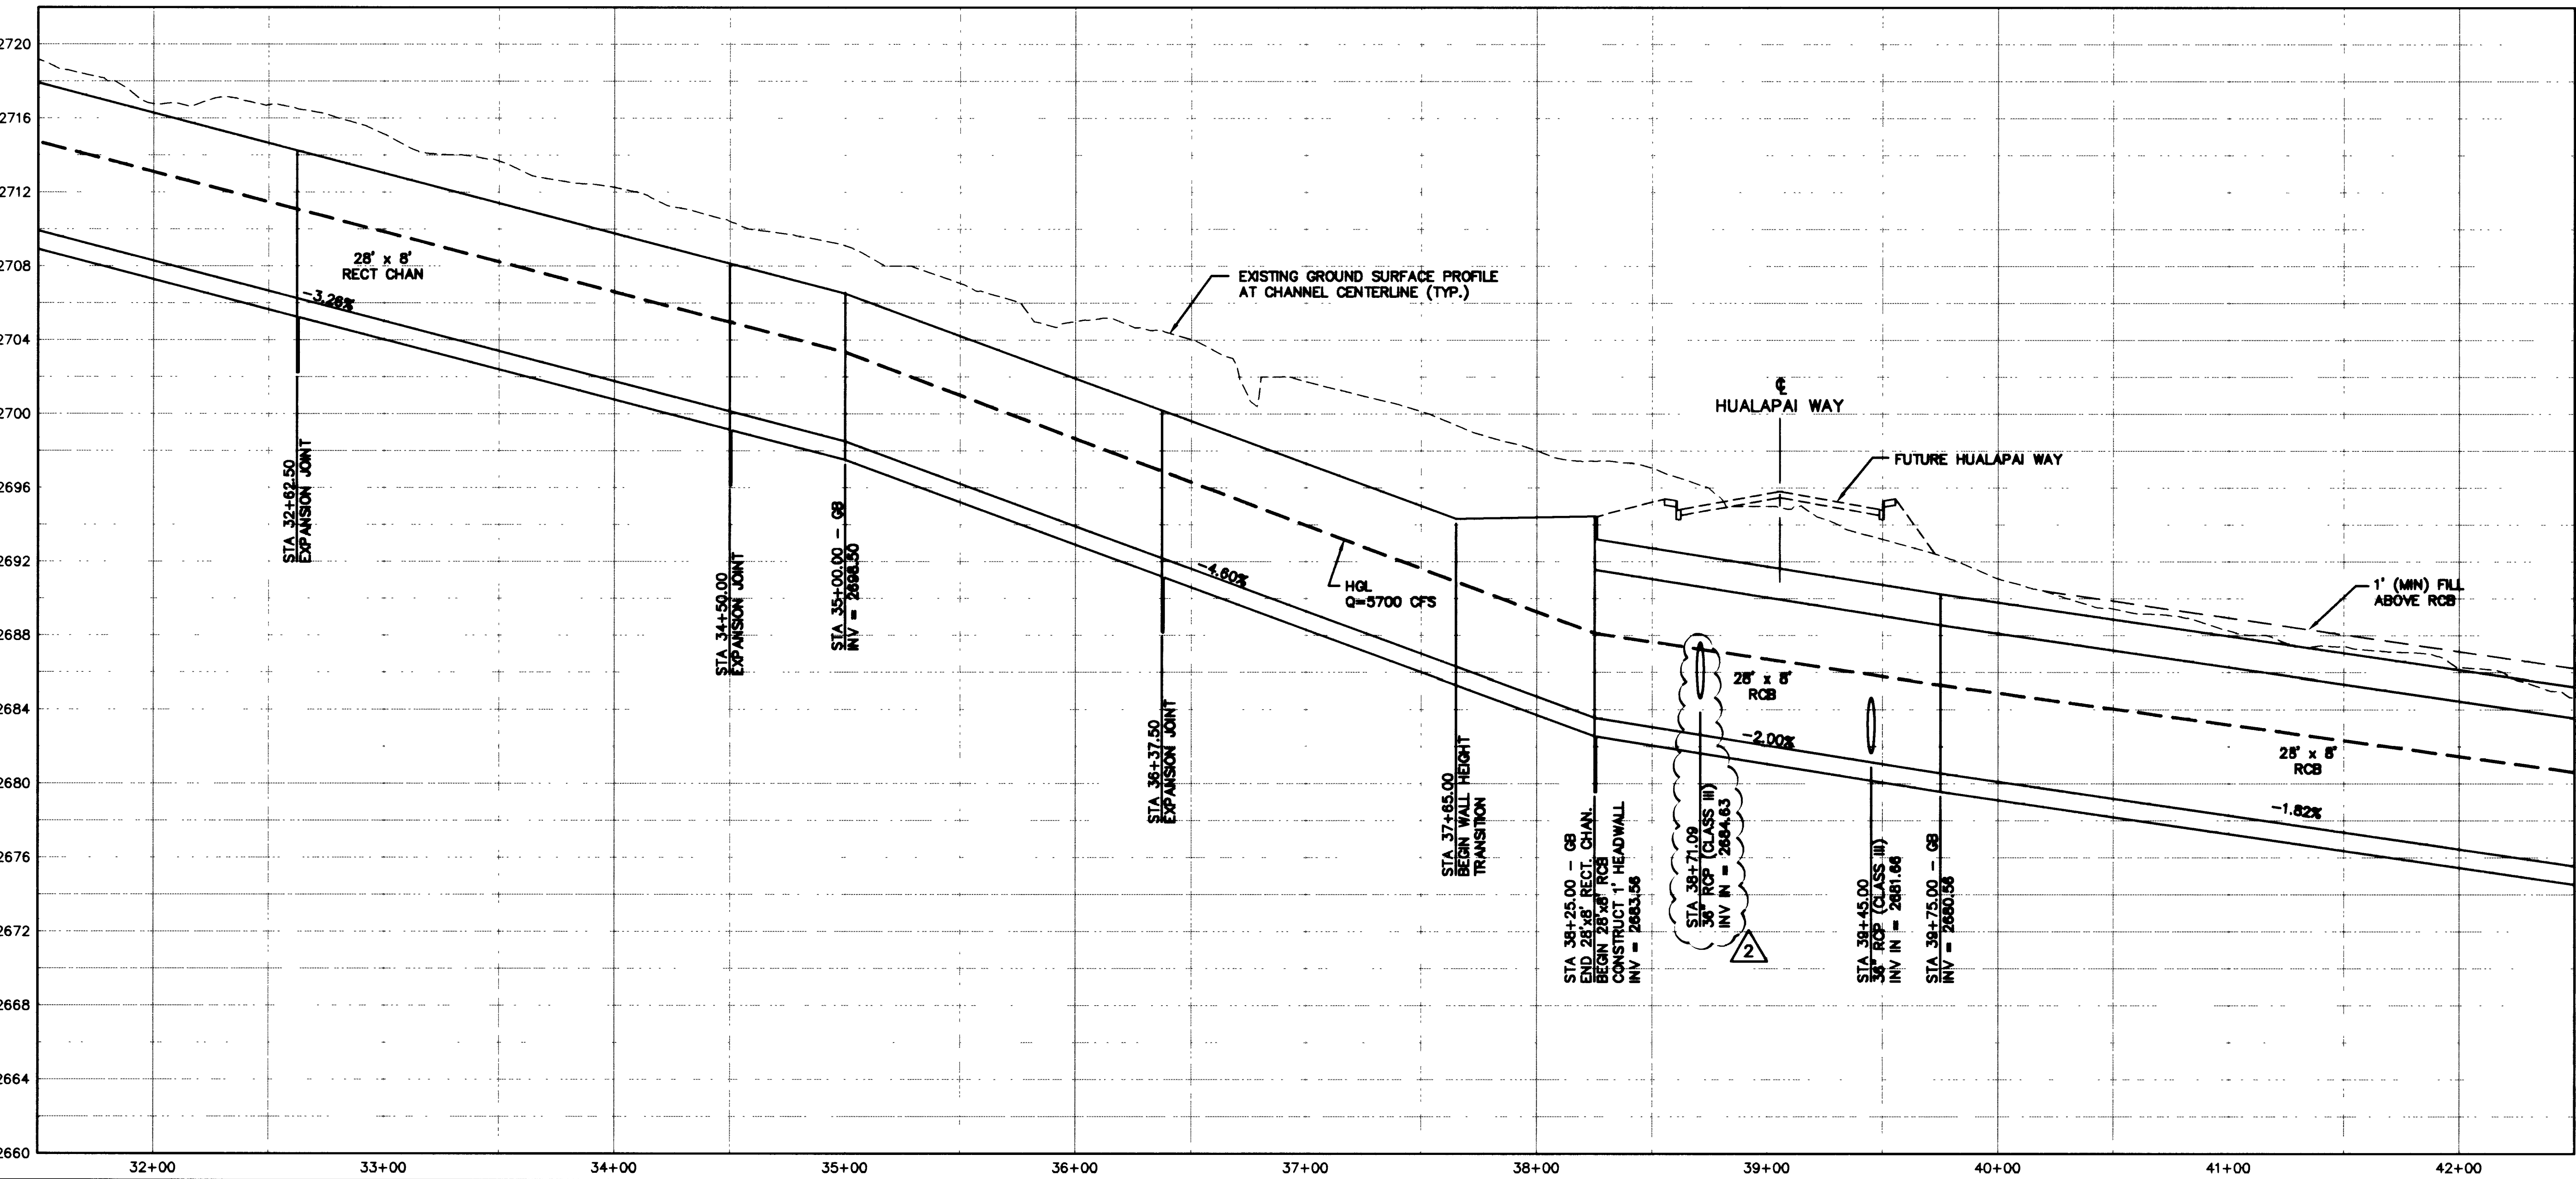 2720
2716
2712
2708
2704
2700
2696
2692
2688
2684
2680
2676
2672
2668
2664
2660
28' x 8'
RECT CHAN
-3.26%
STA 32+62.50
EXPANSION JOINT
STA 34+50.00
EXPANSION JOINT
STA 35+00.00 - GB
INV = 2698.50
EXISTING GROUND SURFACE PROFILE
AT CHANNEL CENTERLINE (TYP.)
-4.60%
STA 36+37.50
EXPANSION JOINT
HGL
Q=5700 CFS
STA 37+65.00
BEGIN WALL HEIGHT
TRANSITION
STA 38+25.00 - GB
END 28'x8' RECT. CHAN.
BEGIN 28'x8' RCB
CONSTRUCT 1' HEADWALL
INV = 2683.56
STA 38+71.09
36" RCP (CLASS III)
INV IN = 2684.63
2
℄
HUALAPAI WAY
FUTURE HUALAPAI WAY
28' x 8'
RCB
-2.00%
STA 39+45.00
36" RCP (CLASS III)
INV IN = 2681.66
STA 39+75.00 - GB
INV = 2680.56
1' (MIN) FILL
ABOVE RCB
28' x 8'
RCB
-1.82%
32+00
33+00
34+00
35+00
36+00
37+00
38+00
39+00
40+00
41+00
42+00